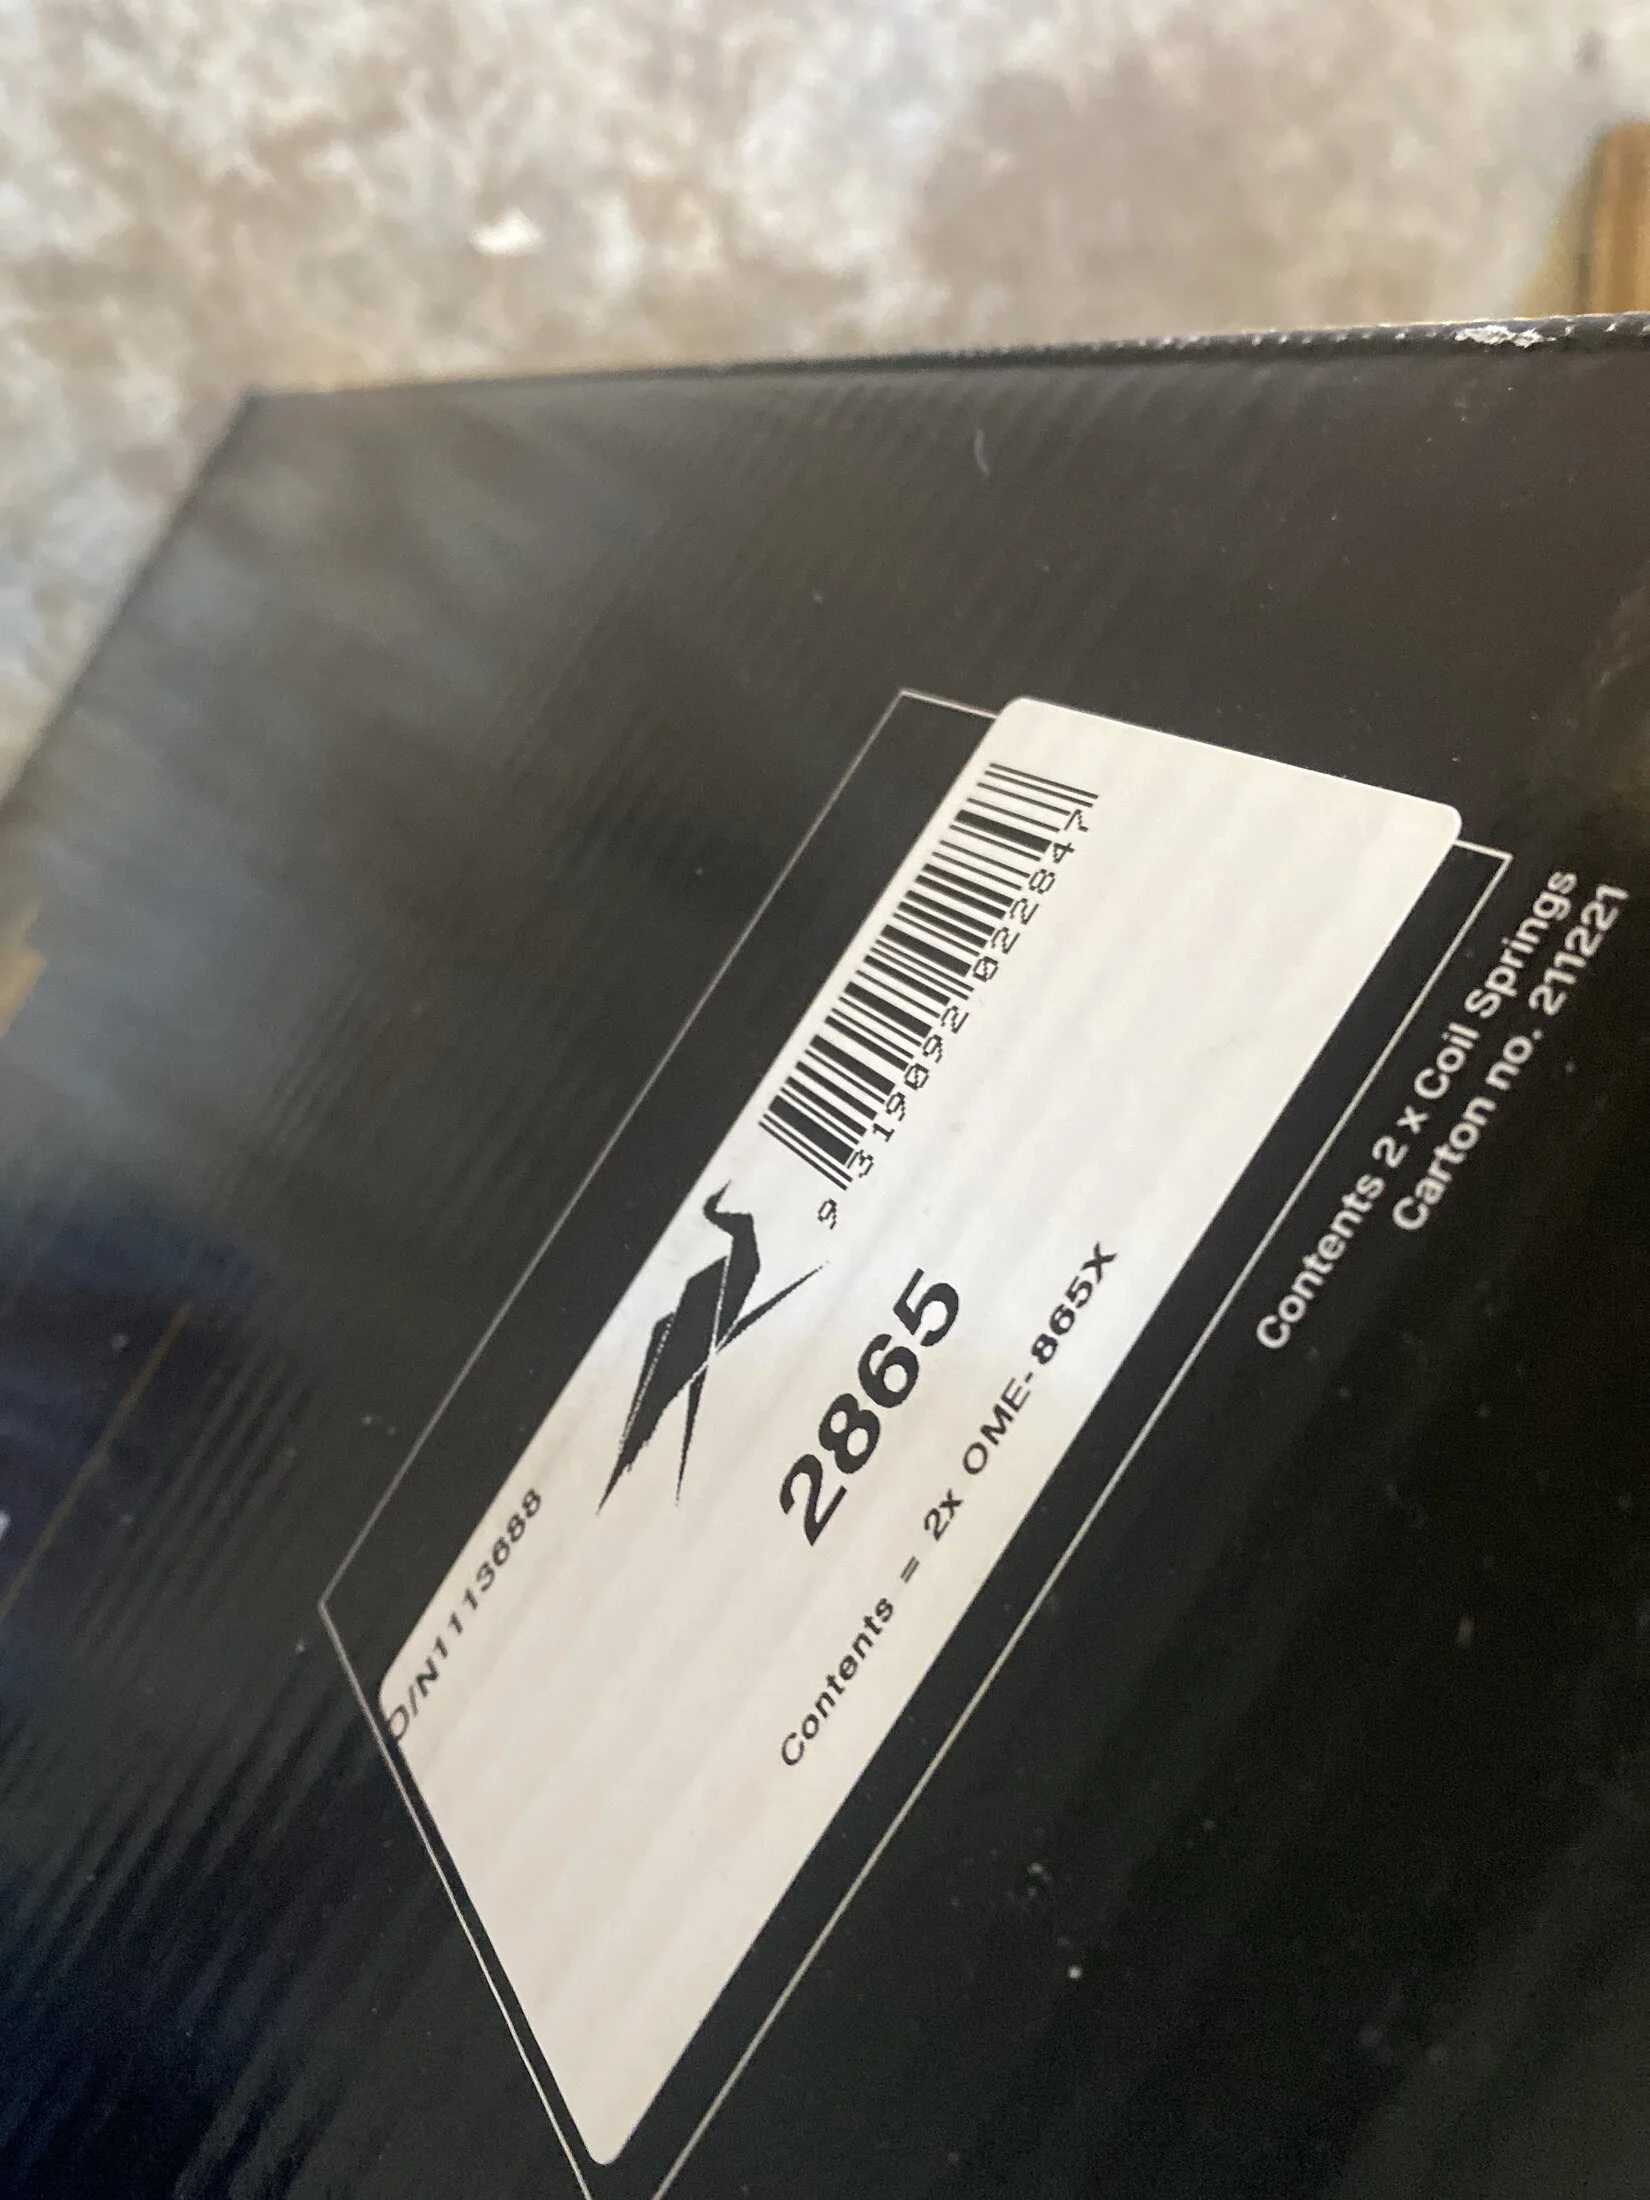 O/N1113688
9 319092 022847
2865
Contents = 2x OME-865X
Contents 2 x Coil Springs
Carton no. 211221